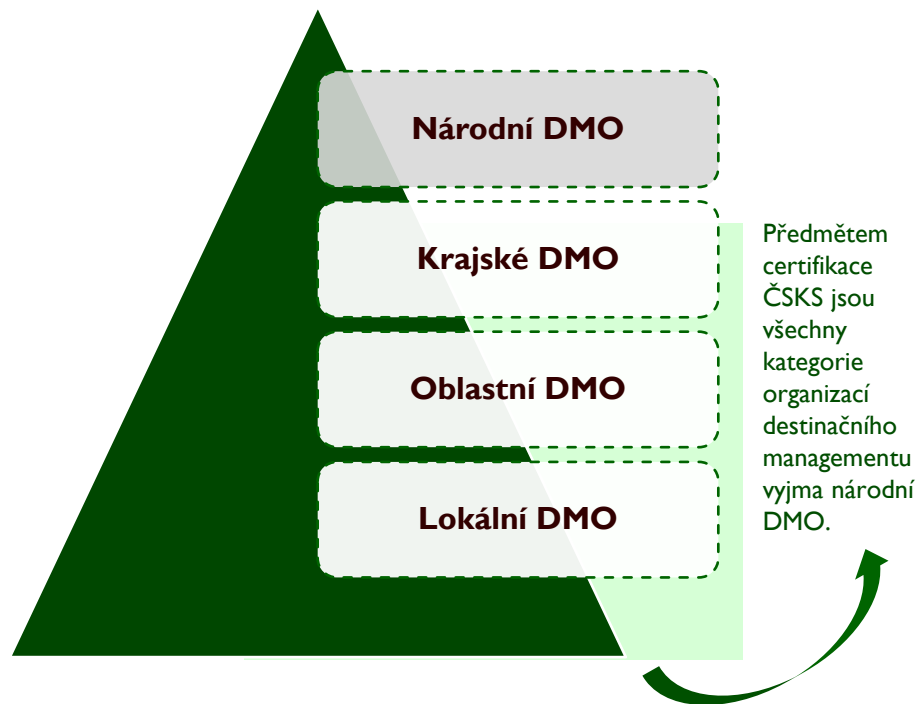 Národní DMO
Krajské DMO
Oblastní DMO
Lokální DMO
Předmětem
certifikace
ČSKS jsou
všechny
kategorie
organizací
destinačního
managementu
vyjma národní
DMO.